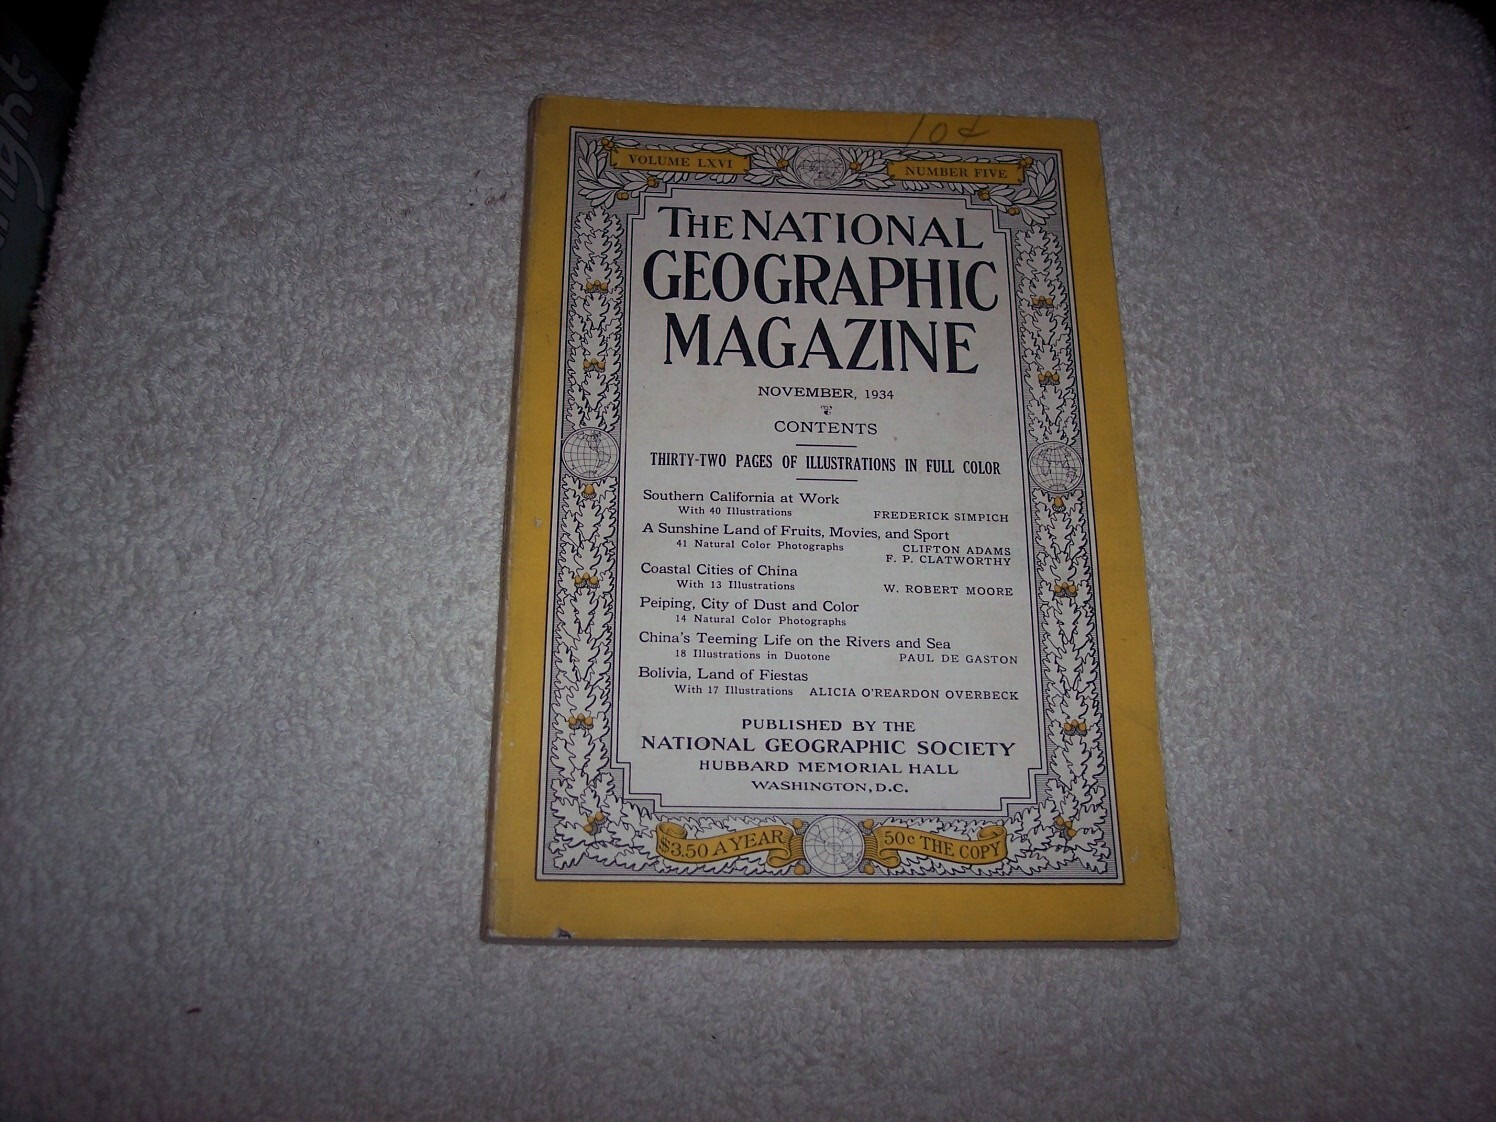 10¢
VOLUME LXVI
NUMBER FIVE
THE NATIONAL
GEOGRAPHIC
MAGAZINE
NOVEMBER, 1934
CONTENTS
THIRTY-TWO PAGES OF ILLUSTRATIONS IN FULL COLOR
Southern California at Work
With 40 Illustrations FREDERICK SIMPICH
A Sunshine Land of Fruits, Movies, and Sport
41 Natural Color Photographs CLIFTON ADAMS
F. P. CLATWORTHY
Coastal Cities of China
With 13 Illustrations W. ROBERT MOORE
Peiping, City of Dust and Color
14 Natural Color Photographs
China's Teeming Life on the Rivers and Sea
18 Illustrations in Duotone PAUL DE GASTON
Bolivia, Land of Fiestas
With 17 Illustrations ALICIA O'REARDON OVERBECK
PUBLISHED BY THE
NATIONAL GEOGRAPHIC SOCIETY
HUBBARD MEMORIAL HALL
WASHINGTON, D.C.
$3.50 A YEAR
50c THE COPY